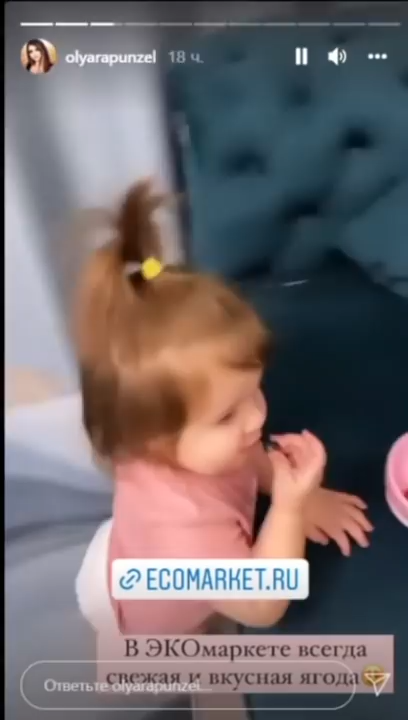 olyarapunzel 18 ч.
ECOMARKET.RU
В ЭКОмаркете всегда
свежая и вкусная ягода
Ответьте olyarapunzel...